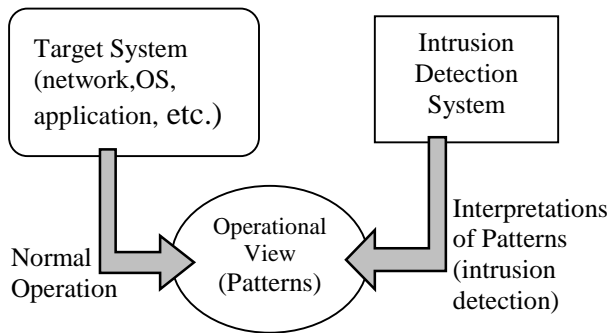 Target System
(network,OS,
application, etc.)
Intrusion
Detection
System
Operational
View
(Patterns)
Normal
Operation
Interpretations
of Patterns
(intrusion
detection)